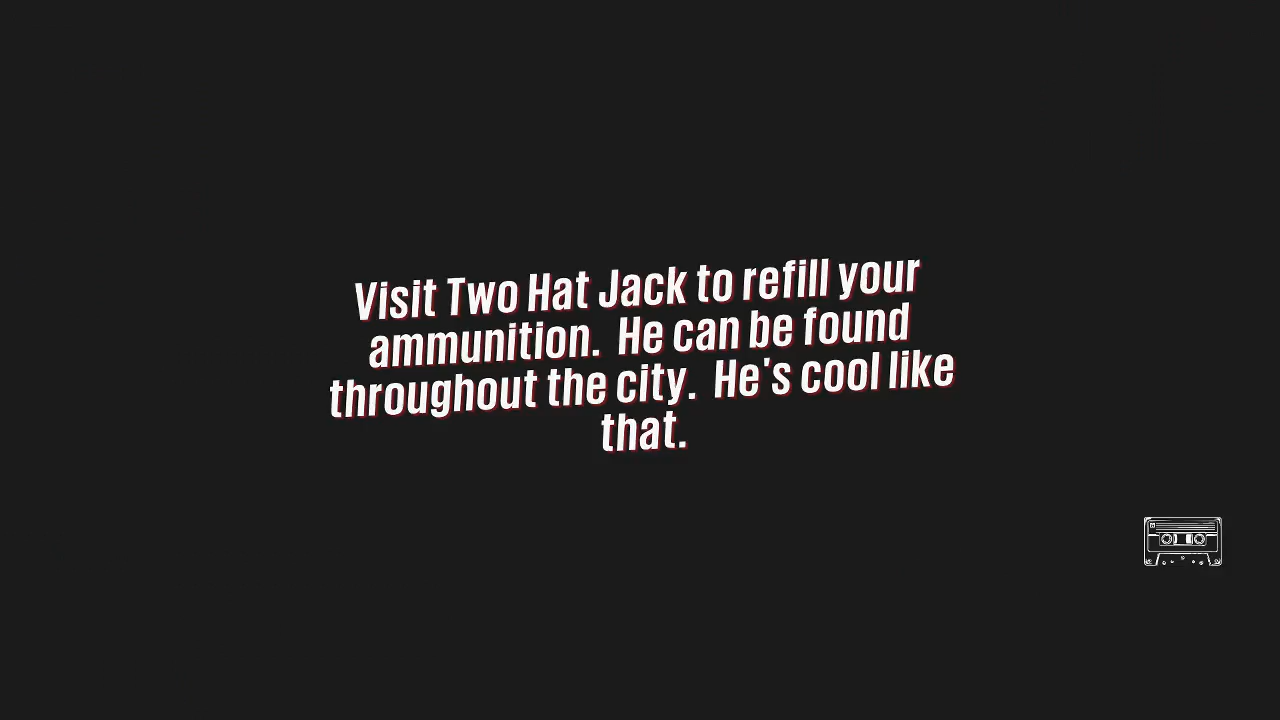 Visit Two Hat Jack to refill your
ammunition.  He can be found
throughout the city.  He's cool like
that.